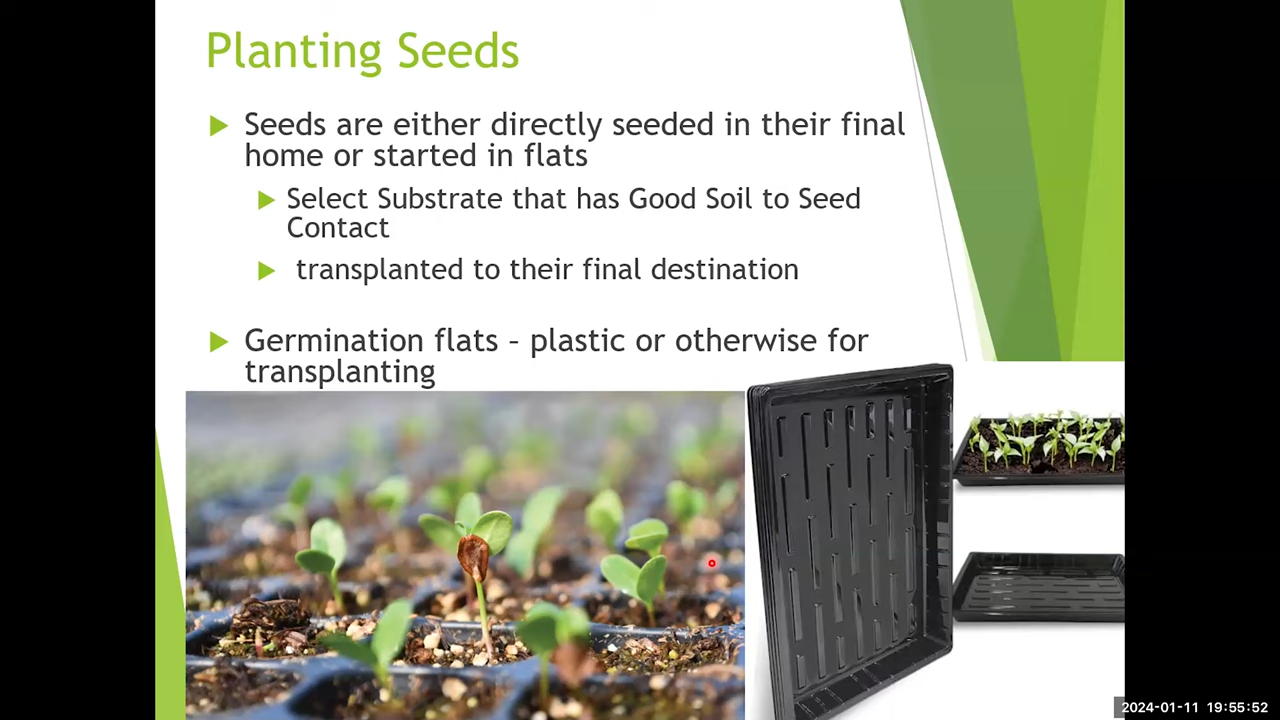 Planting Seeds
Seeds are either directly seeded in their final
home or started in flats
Select Substrate that has Good Soil to Seed
Contact
transplanted to their final destination
Germination flats – plastic or otherwise for
transplanting
2024-01-11 19:55:52